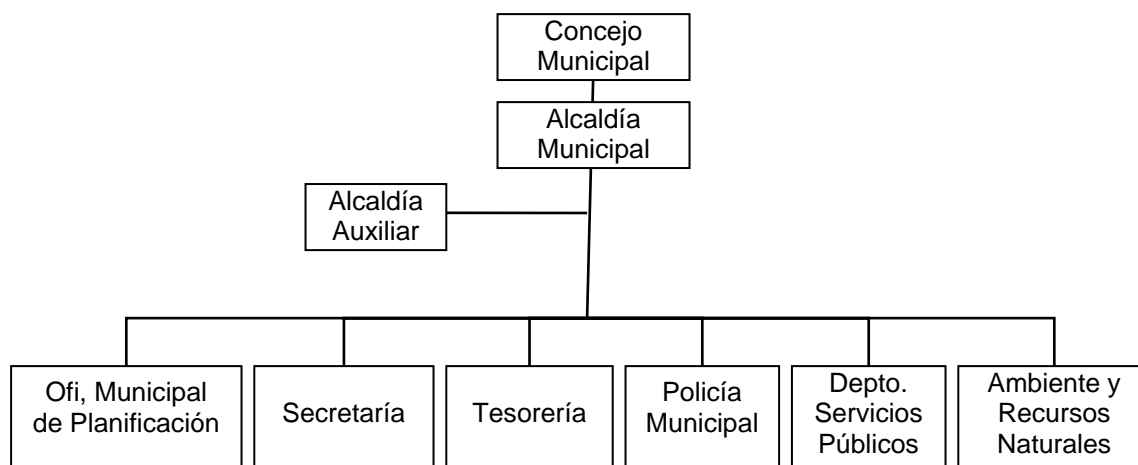 Concejo
Municipal
Alcaldía
Municipal
Alcaldía
Auxiliar
Ofi, Municipal
de Planificación
Secretaría
Tesorería
Policía
Municipal
Depto.
Servicios
Públicos
Ambiente y
Recursos
Naturales